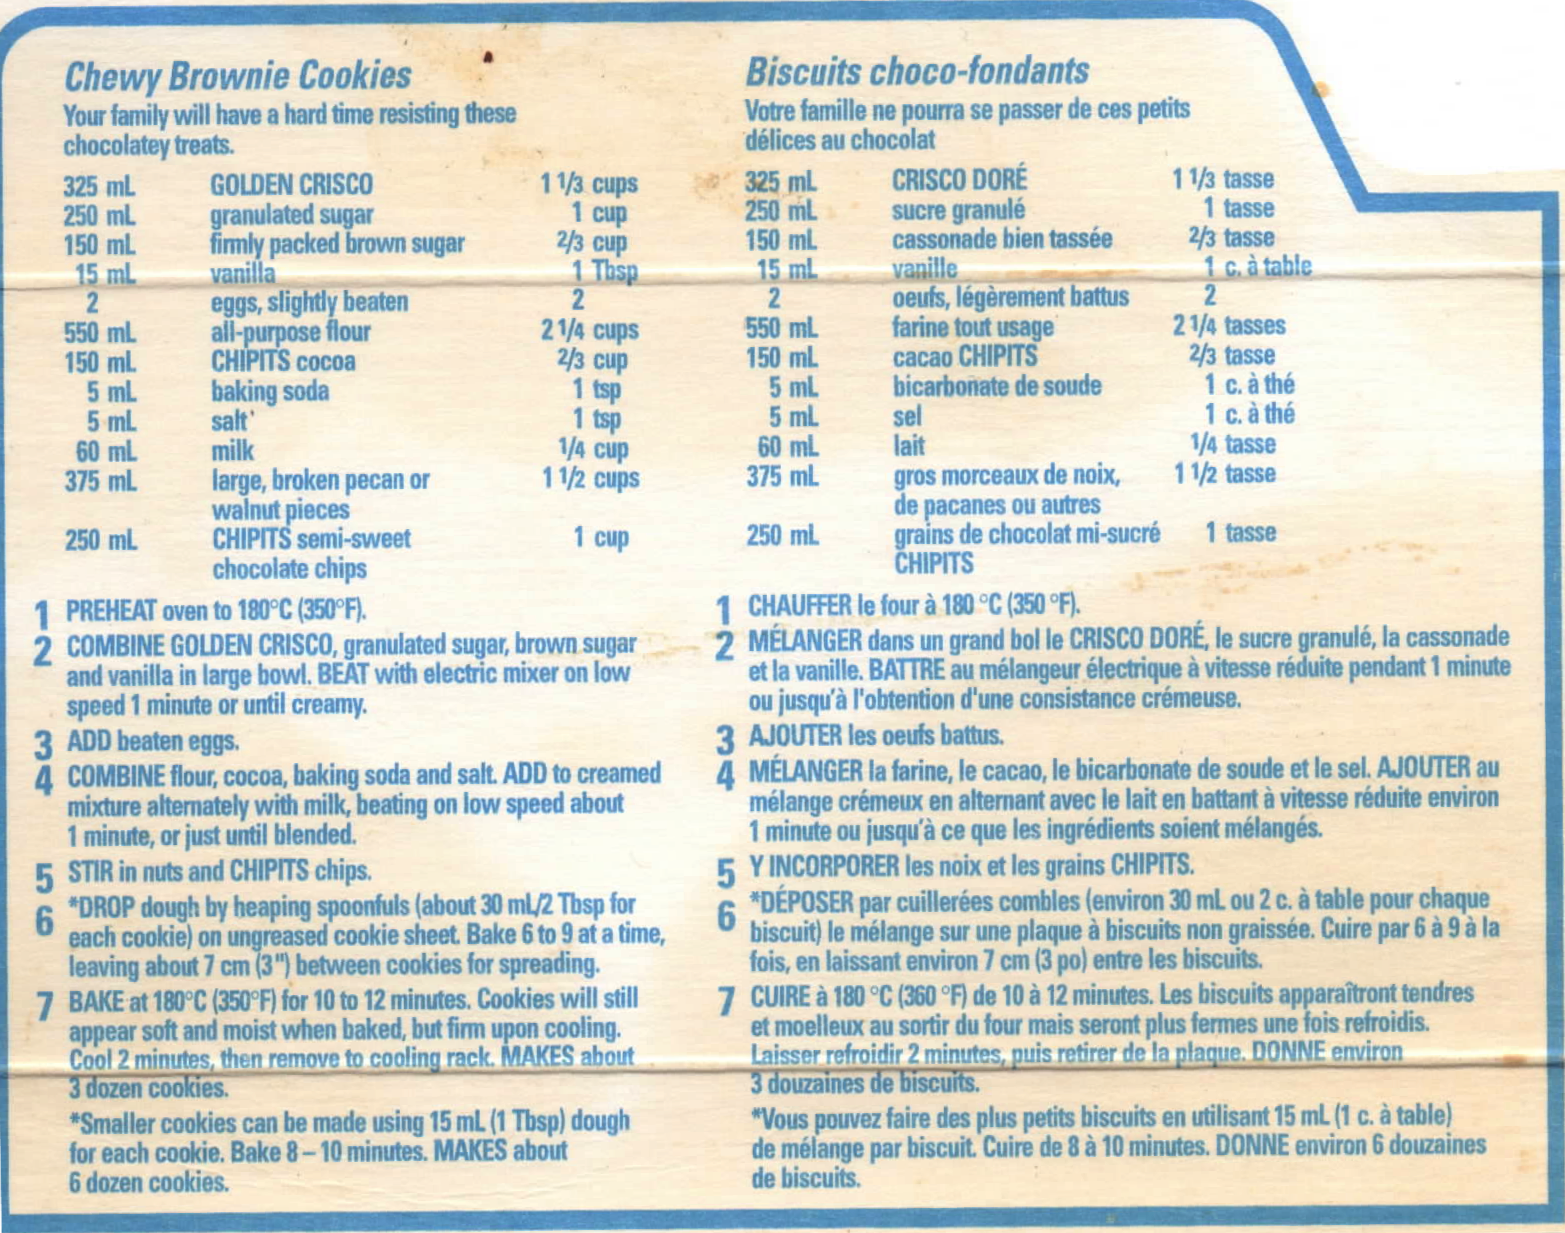 Chewy Brownie Cookies
Your family will have a hard time resisting these
chocolatey treats.
325 mL GOLDEN CRISCO 1 1/3 cups
250 mL granulated sugar 1 cup
150 mL firmly packed brown sugar 2/3 cup
15 mL vanilla 1 Tbsp
2 eggs, slightly beaten 2
550 mL all-purpose flour 2 1/4 cups
150 mL CHIPITS cocoa 2/3 cup
5 mL baking soda 1 tsp
5 mL salt 1 tsp
60 mL milk 1/4 cup
375 mL large, broken pecan or 1 1/2 cups
walnut pieces
250 mL CHIPITS semi-sweet 1 cup
chocolate chips
1 PREHEAT oven to 180°C (350°F).
2 COMBINE GOLDEN CRISCO, granulated sugar, brown sugar
and vanilla in large bowl. BEAT with electric mixer on low
speed 1 minute or until creamy.
3 ADD beaten eggs.
4 COMBINE flour, cocoa, baking soda and salt. ADD to creamed
mixture alternately with milk, beating on low speed about
1 minute, or just until blended.
5 STIR in nuts and CHIPITS chips.
6 *DROP dough by heaping spoonfuls (about 30 mL/2 Tbsp for
each cookie) on ungreased cookie sheet. Bake 6 to 9 at a time,
leaving about 7 cm (3") between cookies for spreading.
7 BAKE at 180°C (350°F) for 10 to 12 minutes. Cookies will still
appear soft and moist when baked, but firm upon cooling.
Cool 2 minutes, then remove to cooling rack. MAKES about
3 dozen cookies.
*Smaller cookies can be made using 15 mL (1 Tbsp) dough
for each cookie. Bake 8 – 10 minutes. MAKES about
6 dozen cookies.
Biscuits choco-fondants
Votre famille ne pourra se passer de ces petits
délices au chocolat
325 mL CRISCO DORÉ 1 1/3 tasse
250 mL sucre granulé 1 tasse
150 mL cassonade bien tassée 2/3 tasse
15 mL vanille 1 c. à table
2 oeufs, légèrement battus 2
550 mL farine tout usage 2 1/4 tasses
150 mL cacao CHIPITS 2/3 tasse
5 mL bicarbonate de soude 1 c. à thé
5 mL sel 1 c. à thé
60 mL lait 1/4 tasse
375 mL gros morceaux de noix, 1 1/2 tasse
de pacanes ou autres
250 mL grains de chocolat mi-sucré 1 tasse
CHIPITS
1 CHAUFFER le four à 180 °C (350 °F).
2 MÉLANGER dans un grand bol le CRISCO DORÉ, le sucre granulé, la cassonade
et la vanille. BATTRE au mélangeur électrique à vitesse réduite pendant 1 minute
ou jusqu'à l'obtention d'une consistance crémeuse.
3 AJOUTER les oeufs battus.
4 MÉLANGER la farine, le cacao, le bicarbonate de soude et le sel. AJOUTER au
mélange crémeux en alternant avec le lait en battant à vitesse réduite environ
1 minute ou jusqu'à ce que les ingrédients soient mélangés.
5 Y INCORPORER les noix et les grains CHIPITS.
6 *DÉPOSER par cuillerées combles (environ 30 mL ou 2 c. à table pour chaque
biscuit) le mélange sur une plaque à biscuits non graissée. Cuire par 6 à 9 à la
fois, en laissant environ 7 cm (3 po) entre les biscuits.
7 CUIRE à 180 °C (360 °F) de 10 à 12 minutes. Les biscuits apparaîtront tendres
et moelleux au sortir du four mais seront plus fermes une fois refroidis.
Laisser refroidir 2 minutes, puis retirer de la plaque. DONNE environ
3 douzaines de biscuits.
*Vous pouvez faire des plus petits biscuits en utilisant 15 mL (1 c. à table)
de mélange par biscuit. Cuire de 8 à 10 minutes. DONNE environ 6 douzaines
de biscuits.